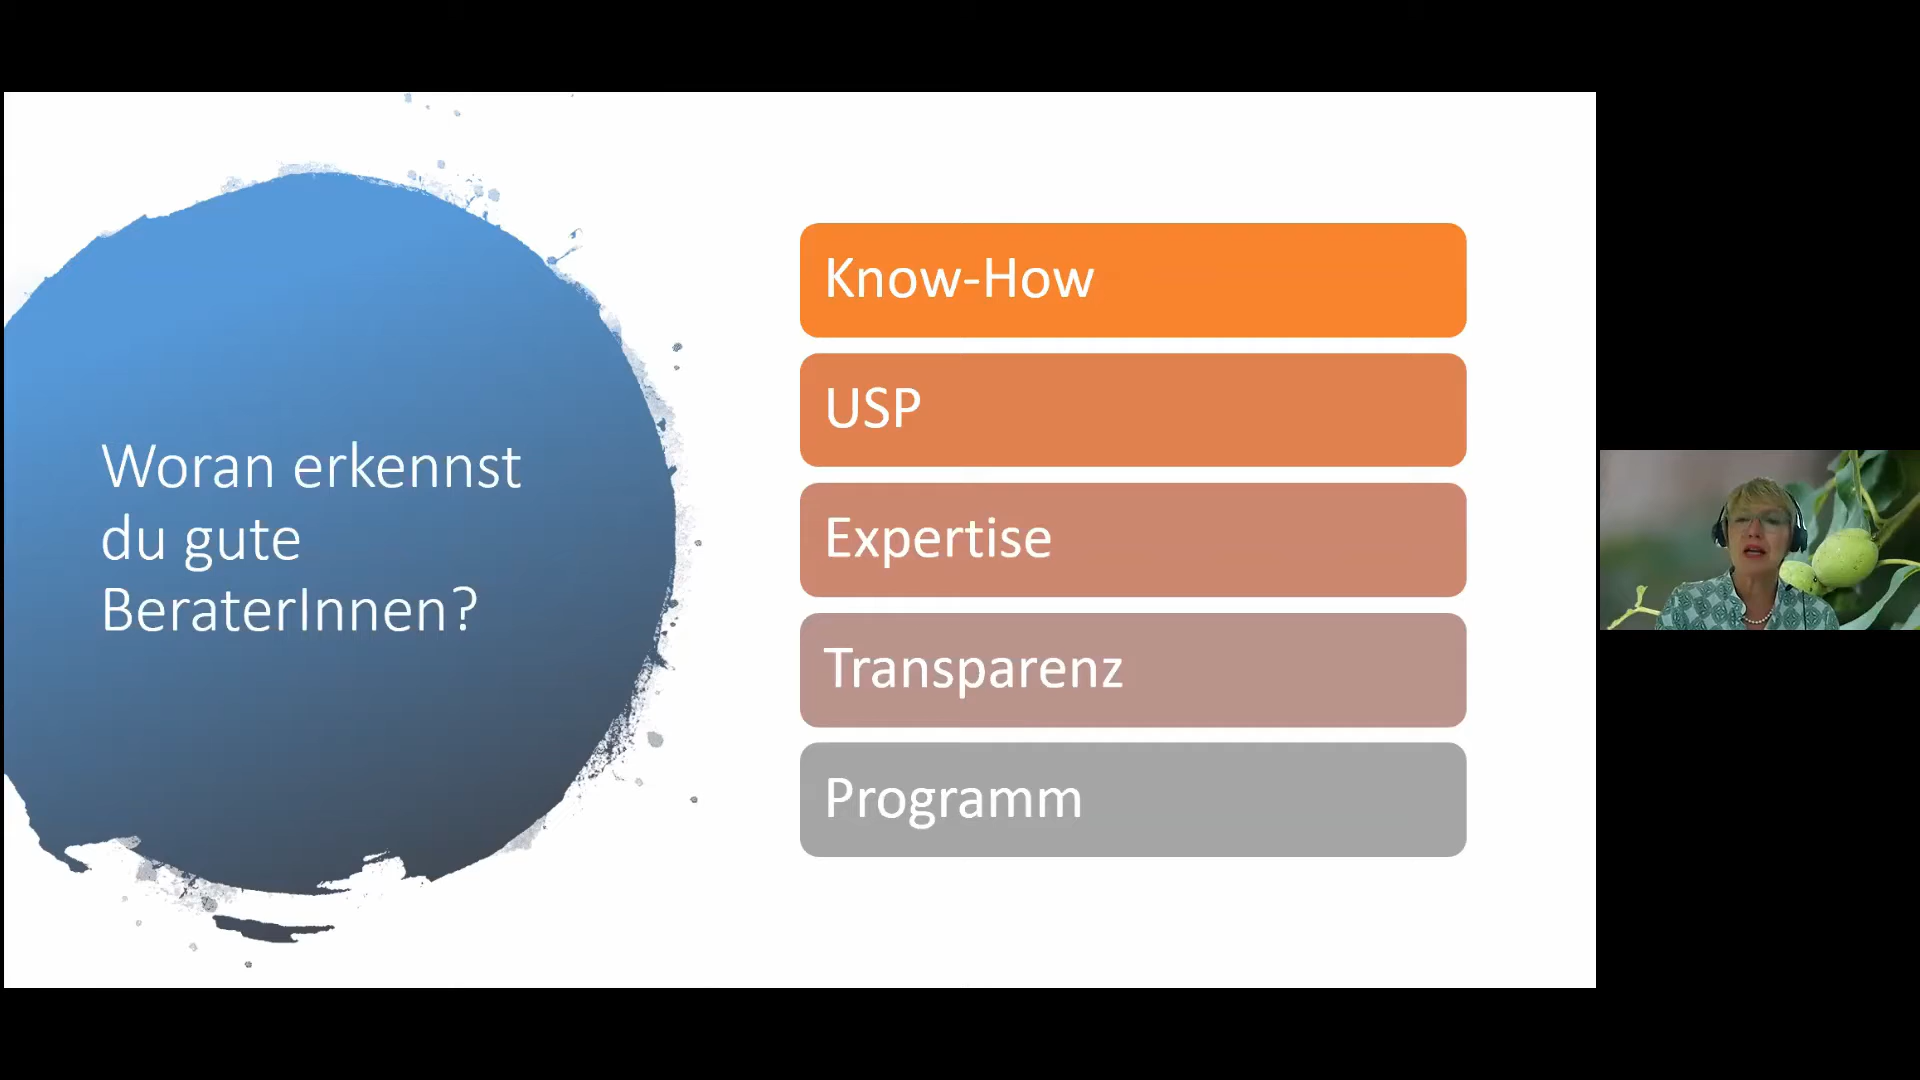 Woran erkennst
du gute
BeraterInnen?
Know-How
USP
Expertise
Transparenz
Programm